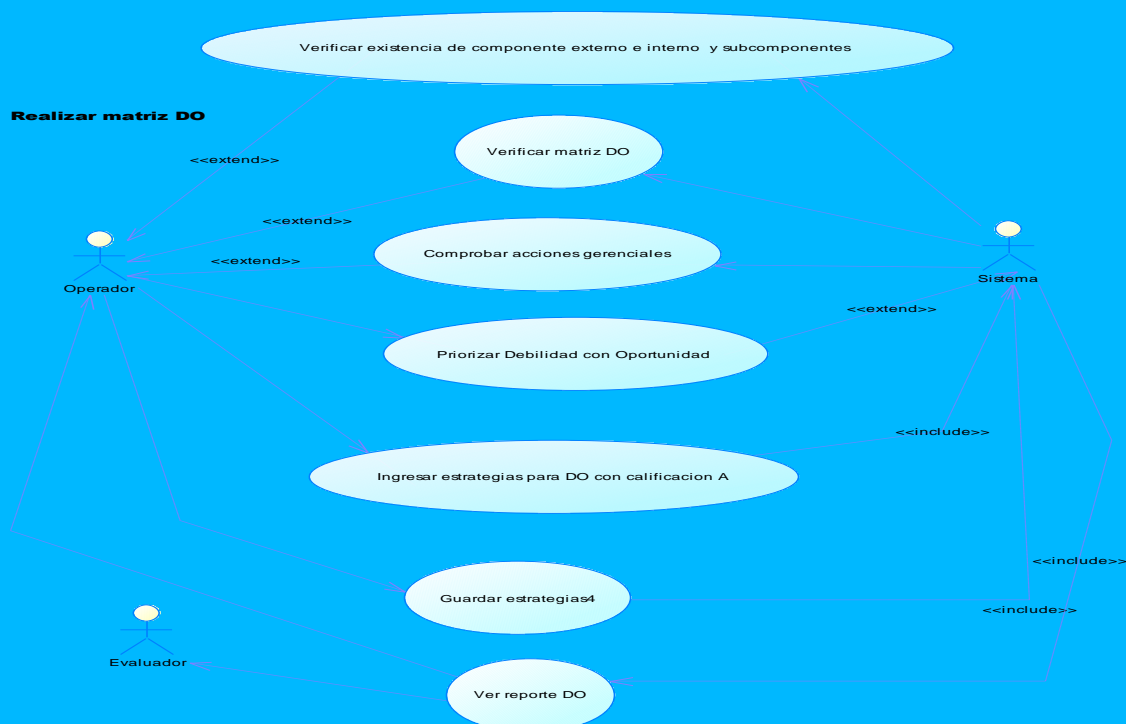 Verificar existencia de componente externo e interno y subcomponentes
Realizar matriz DO
Verificar matriz DO
<<extend>>
<<extend>>
Comprobar acciones gerenciales
<<extend>>
Operador
Sistema
<<extend>>
Priorizar Debilidad con Oportunidad
<<include>>
Ingresar estrategias para DO con calificacion A
<<include>>
Guardar estrategias4
<<include>>
Evaluador
Ver reporte DO